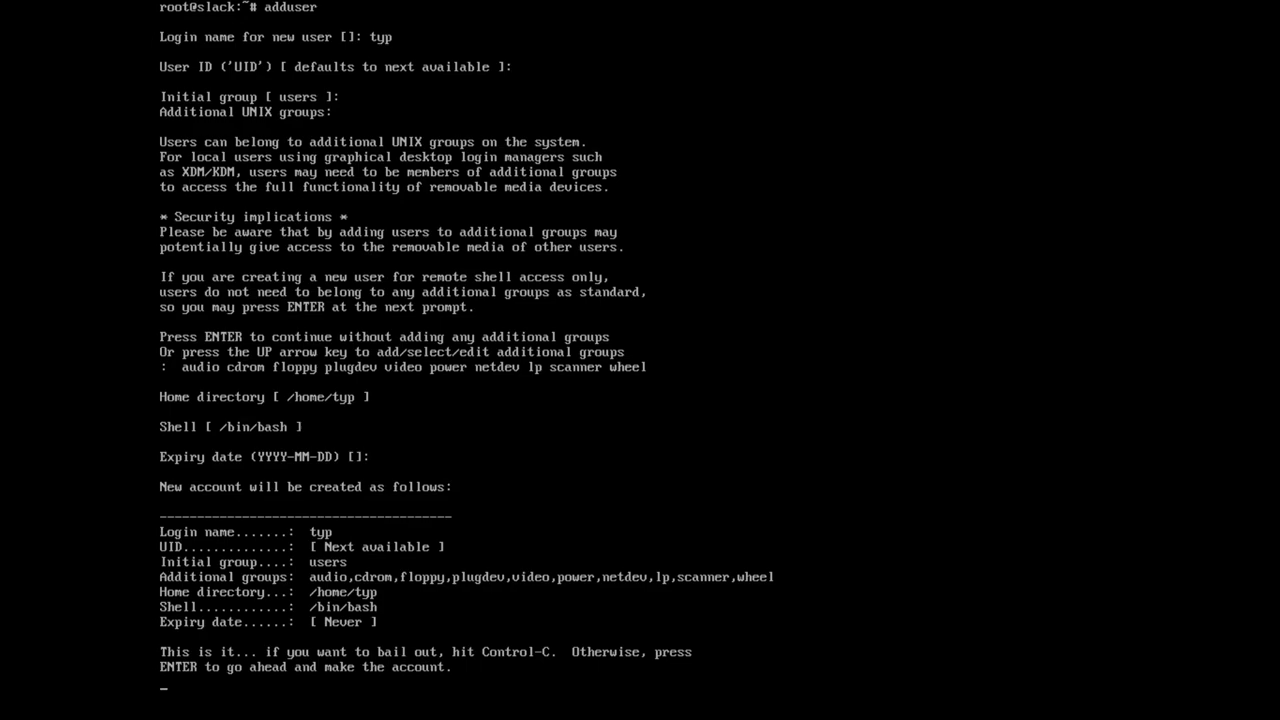 root@slack:~# adduser
Login name for new user []: typ
User ID ('UID') [ defaults to next available ]:
Initial group [ users ]:
Additional UNIX groups:
Users can belong to additional UNIX groups on the system.
For local users using graphical desktop login managers such
as XDM/KDM, users may need to be members of additional groups
to access the full functionality of removable media devices.
* Security implications *
Please be aware that by adding users to additional groups may
potentially give access to the removable media of other users.
If you are creating a new user for remote shell access only,
users do not need to belong to any additional groups as standard,
so you may press ENTER at the next prompt.
Press ENTER to continue without adding any additional groups
Or press the UP arrow key to add/select/edit additional groups
:  audio cdrom floppy plugdev video power netdev lp scanner wheel
Home directory [ /home/typ ]
Shell [ /bin/bash ]
Expiry date (YYYY-MM-DD) []:
New account will be created as follows:
---------------------------------------
Login name.......:  typ
UID..............:  [ Next available ]
Initial group....:  users
Additional groups:  audio,cdrom,floppy,plugdev,video,power,netdev,lp,scanner,wheel
Home directory...:  /home/typ
Shell............:  /bin/bash
Expiry date......:  [ Never ]
This is it... if you want to bail out, hit Control-C.  Otherwise, press
ENTER to go ahead and make the account.